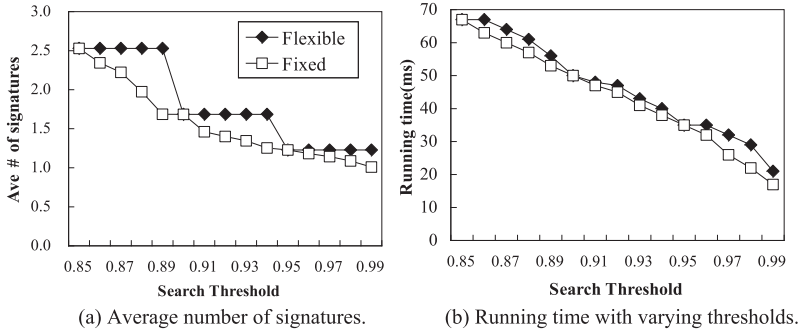 3.0
2.5
2.0
1.5
1.0
0.5
0.0
Ave # of signatures
Flexible
Fixed
0.85 0.87 0.89 0.91 0.93 0.95 0.97 0.99
Search Threshold
(a) Average number of signatures.
70
60
50
40
30
20
10
0
Running time(ms)
0.85 0.87 0.89 0.91 0.93 0.95 0.97 0.99
Search Threshold
(b) Running time with varying thresholds.